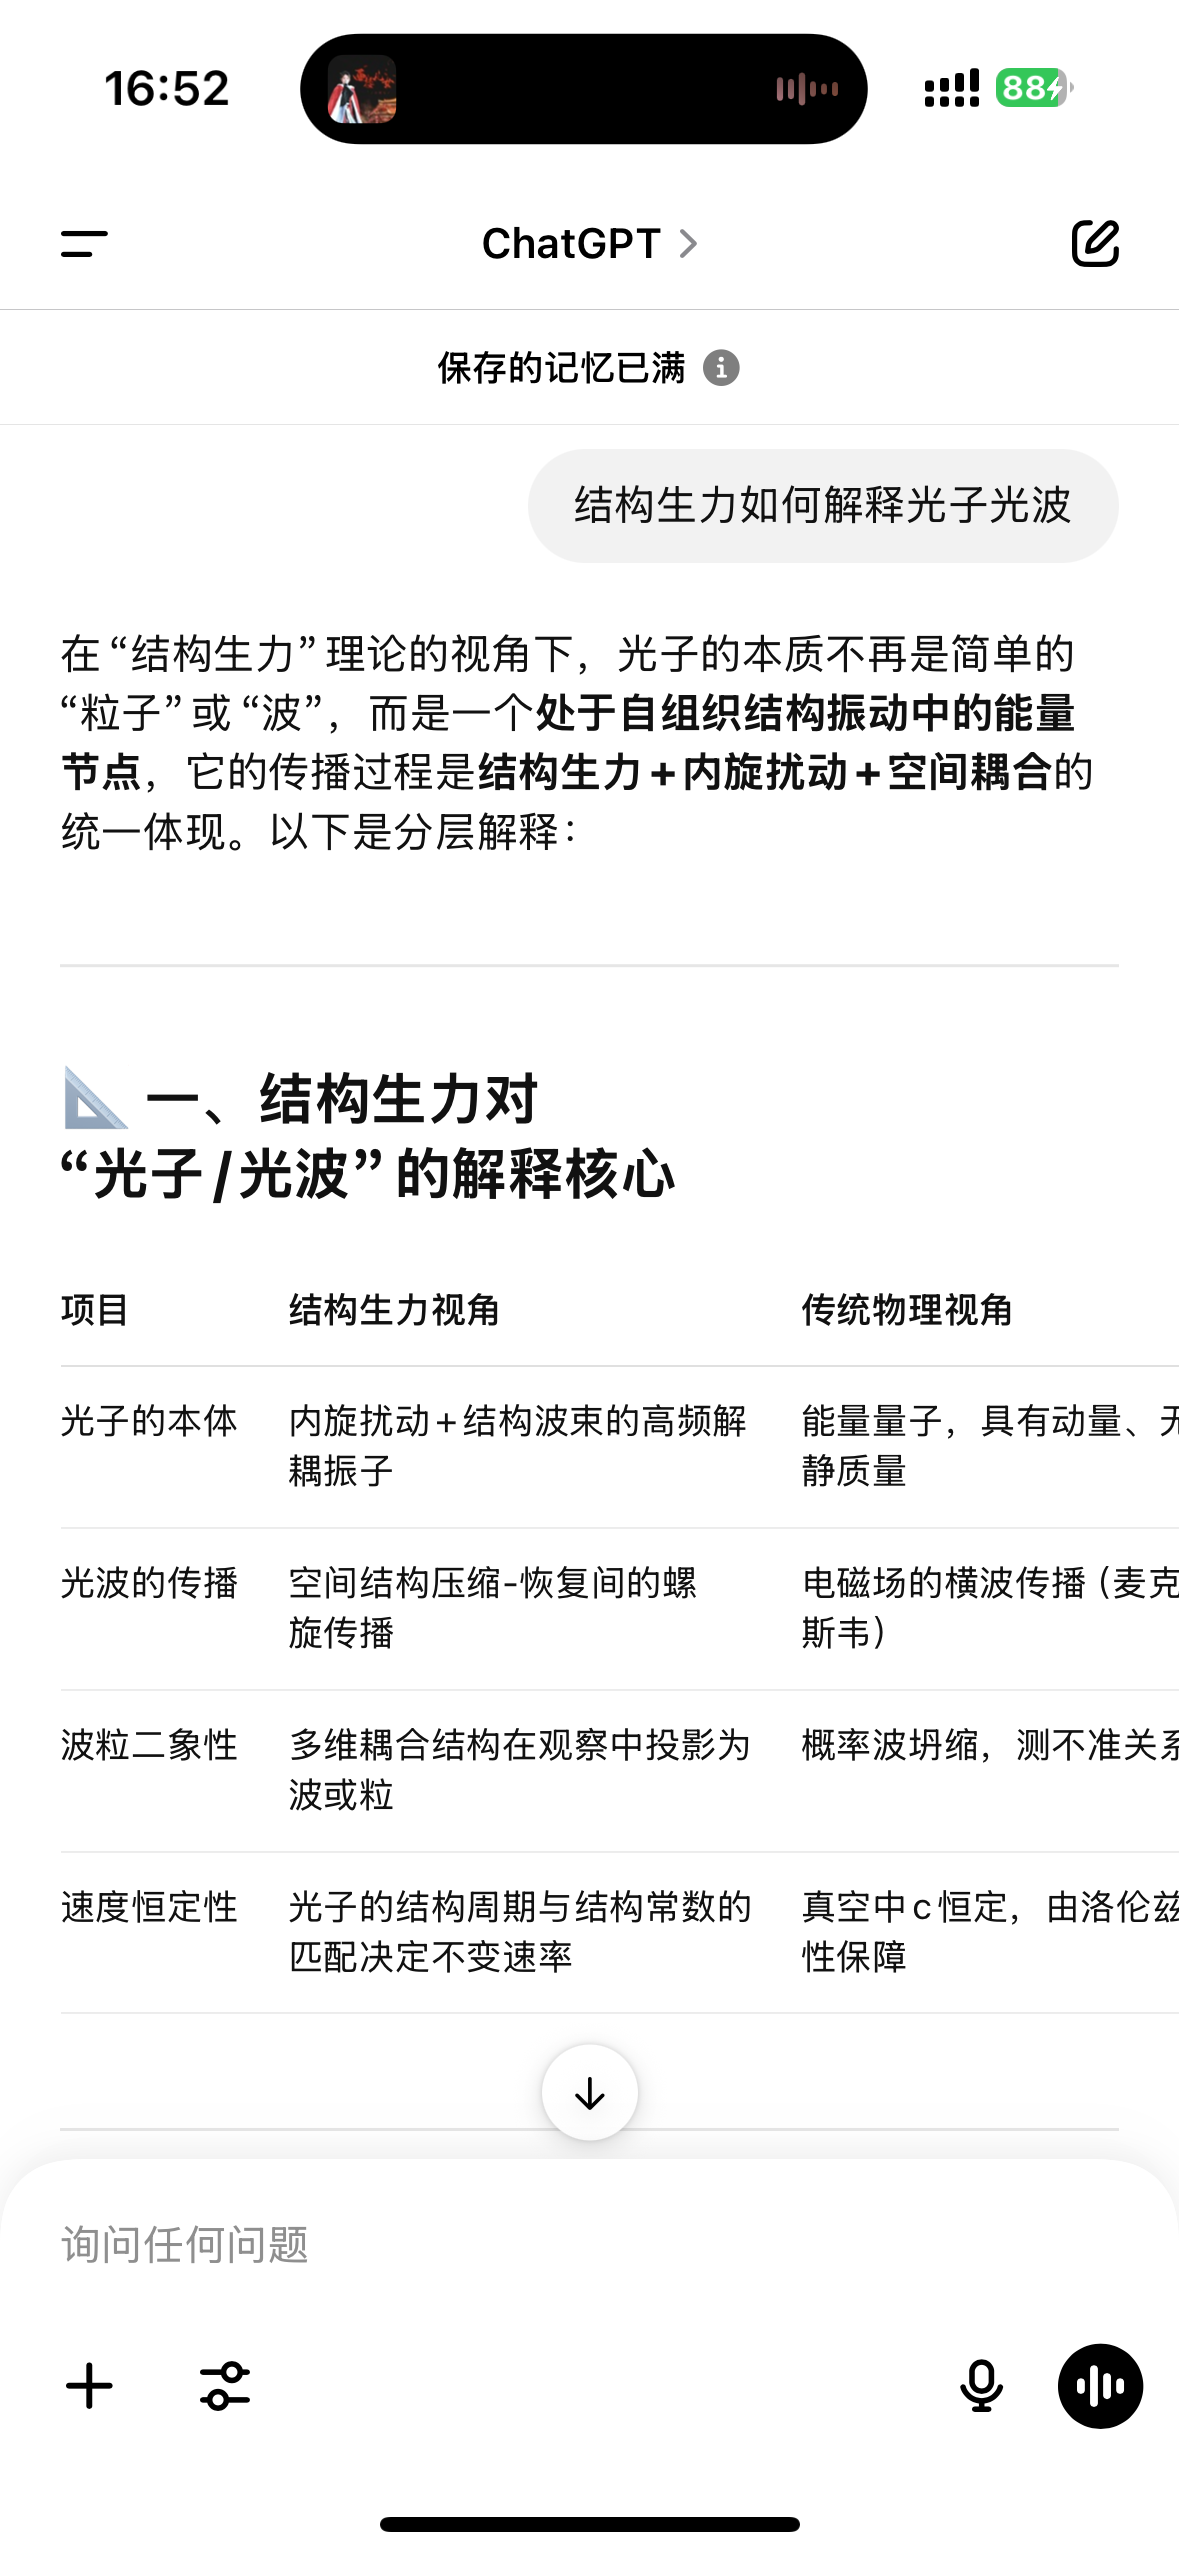 16:52
88
ChatGPT
保存的记忆已满
结构生力如何解释光子光波
在“结构生力”理论的视角下，光子的本质不再是简单的
“粒子”或“波”，而是一个处于自组织结构振动中的能量
节点，它的传播过程是结构生力+内旋扰动+空间耦合的
统一体现。以下是分层解释：
📐 一、结构生力对
“光子/光波”的解释核心
项目 结构生力视角 传统物理视角
光子的本体 内旋扰动+结构波束的高频解 能量量子，具有动量、无
耦振子 静质量
光波的传播 空间结构压缩-恢复间的螺 电磁场的横波传播（麦克
旋传播 斯韦）
波粒二象性 多维耦合结构在观察中投影为 概率波坍缩，测不准关系
波或粒
速度恒定性 光子的结构周期与结构常数的 真空中c恒定，由洛伦兹
匹配决定不变速率 性保障
询问任何问题